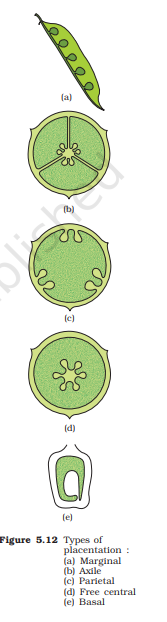 (a)
(b)
(c)
(d)
(e)
Figure 5.12 Types of
placentation :
(a) Marginal
(b) Axile
(c) Parietal
(d) Free central
(e) Basal